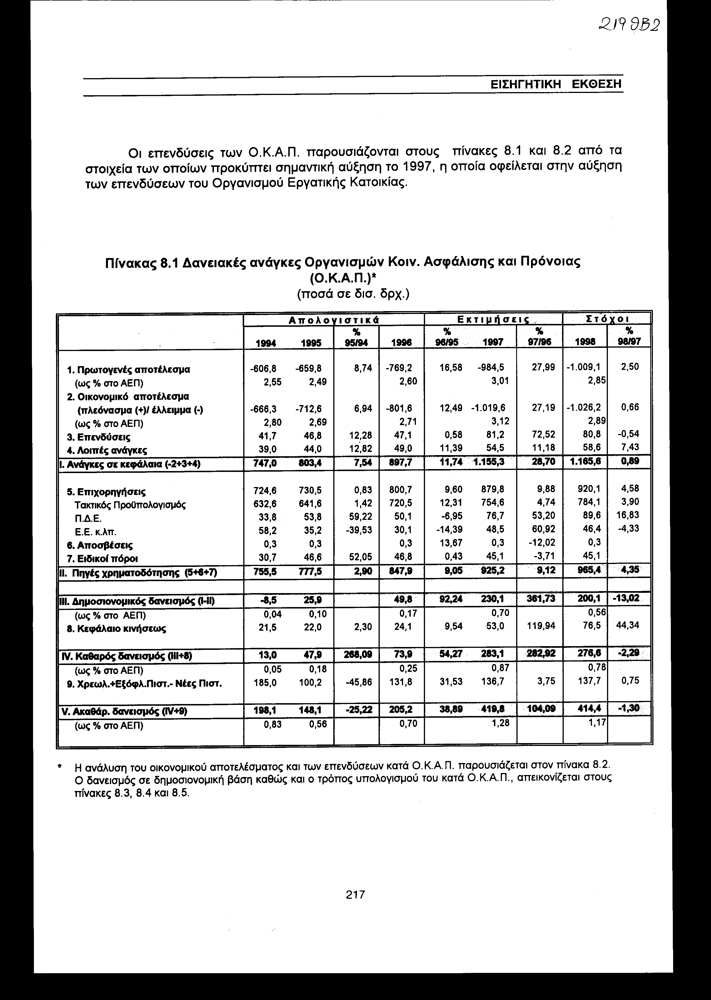 219 θΒ2
ΕΙΣΗΓΗΤΙΚΗ ΕΚΘΕΣΗ
Οι επενδύσεις των Ο.Κ.Α.Π. παρουσιάζονται στους πίνακες 8.1 και 8.2 από τα
στοιχεία των οποίων προκύπτει σημαντική αύξηση το 1997, η οποία οφείλεται στην αύξηση
των επενδύσεων του Οργανισμού Εργατικής Κατοικίας.
Πίνακας 8.1 Δανειακές ανάγκες Οργανισμών Κοιν. Ασφάλισης και Πρόνοιας
(Ο.Κ.Α.Π.)*
(ποσά σε δισ. δρχ.)
Απολογιστικά Εκτιμήσεις Στόχοι
% % % %
1994 1995 95/94 1996 96/95 1997 97/96 1998 98/97
1. Πρωτογενές αποτέλεσμα -606,8 -659,8 8,74 -769,2 16,58 -984,5 27,99 -1.009,1 2,50
(ως % στο ΑΕΠ) 2,55 2,49 2,60 3,01 2,85
2. Οικονομικό αποτέλεσμα
(πλεόνασμα (+)/ έλλειμμα (-) -666,3 -712,6 6,94 -801,6 12,49 -1.019,6 27,19 -1.026,2 0,66
(ως % στο ΑΕΠ) 2,80 2,69 2,71 3,12 2,89
3. Επενδύσεις 41,7 46,8 12,28 47,1 0,58 81,2 72,52 80,8 -0,54
4. Λοιπές ανάγκες 39,0 44,0 12,82 49,0 11,39 54,5 11,18 58,6 7,43
I. Ανάγκες σε κεφάλαια (-2+3+4) 747,0 803,4 7,54 897,7 11,74 1.155,3 28,70 1.165,6 0,89
5. Επιχορηγήσεις 724,6 730,5 0,83 800,7 9,60 879,8 9,88 920,1 4,58
Τακτικός Προϋπολογισμός 632,6 641,6 1,42 720,5 12,31 754,6 4,74 784,1 3,90
Π.Δ.Ε. 33,8 53,8 59,22 50,1 -6,95 76,7 53,20 89,6 16,83
Ε.Ε. κ.λπ. 58,2 35,2 -39,53 30,1 -14,39 48,5 60,92 46,4 -4,33
6. Αποσβέσεις 0,3 0,3 0,3 13,67 0,3 -12,02 0,3
7. Ειδικοί πόροι 30,7 46,6 52,05 46,8 0,43 45,1 -3,71 45,1
II. Πηγές χρηματοδότησης (5+6+7) 755,5 777,5 2,90 847,9 9,05 925,2 9,12 965,4 4,35
III. Δημοσιονομικός δανεισμός (I-II) -8,5 25,9 49,8 92,24 230,1 361,73 200,1 -13,02
(ως % στο ΑΕΠ) 0,04 0,10 0,17 0,70 0,56
8. Κεφάλαιο κινήσεως 21,5 22,0 2,30 24,1 9,54 53,0 119,94 76,5 44,34
IV. Καθαρός δανεισμός (III+8) 13,0 47,9 268,09 73,9 54,27 283,1 282,92 276,6 -2,29
(ως % στο ΑΕΠ) 0,05 0,18 0,25 0,87 0,78
9. Χρεωλ.+Εξόφλ.Πιστ.- Νέες Πιστ. 185,0 100,2 -45,86 131,8 31,53 136,7 3,75 137,7 0,75
V. Ακαθάρ. δανεισμός (IV+9) 198,1 148,1 -25,22 205,2 38,89 419,8 104,09 414,4 -1,30
(ως % στο ΑΕΠ) 0,83 0,56 0,70 1,28 1,17
* Η ανάλυση του οικονομικού αποτελέσματος και των επενδύσεων κατά Ο.Κ.Α.Π. παρουσιάζεται στον πίνακα 8.2.
Ο δανεισμός σε δημοσιονομική βάση καθώς και ο τρόπος υπολογισμού του κατά Ο.Κ.Α.Π., απεικονίζεται στους
πίνακες 8.3, 8.4 και 8.5.
217